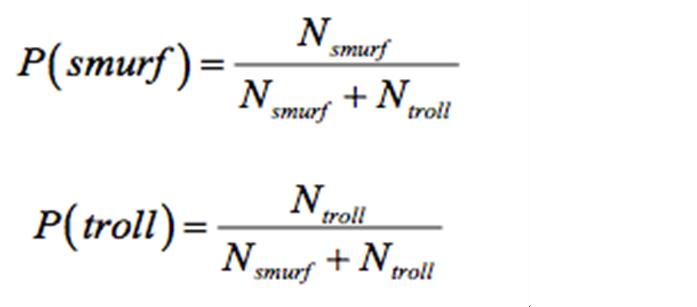 P(smurf) = N_smurf / (N_smurf + N_troll)
P(troll) = N_troll / (N_smurf + N_troll)